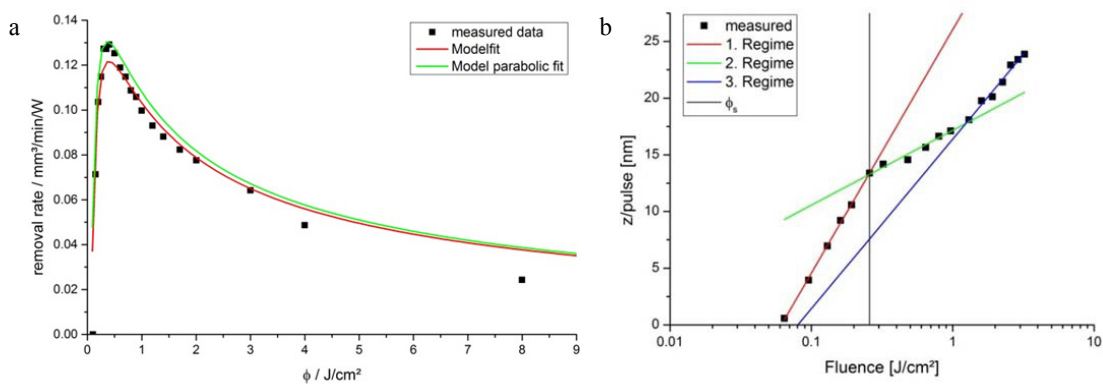 a
0.14
0.12
0.10
0.08
0.06
0.04
0.02
0.00
removal rate / mm³/min/W
0 1 2 3 4 5 6 7 8 9
ϕ / J/cm²
measured data
Modelfit
Model parabolic fit
b
25
20
15
10
5
0
z/pulse [nm]
0.01 0.1 1 10
Fluence [J/cm²]
measured
1. Regime
2. Regime
3. Regime
ϕs